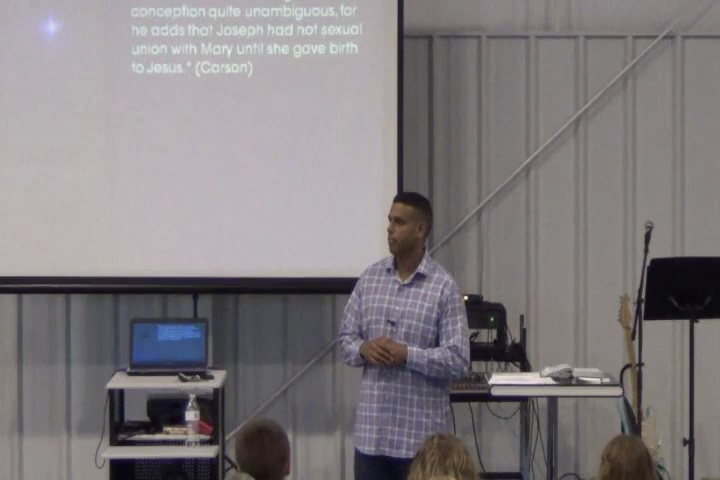 conception quite unambiguous, for
he adds that Joseph had not sexual
union with Mary until she gave birth
to Jesus." (Carson)